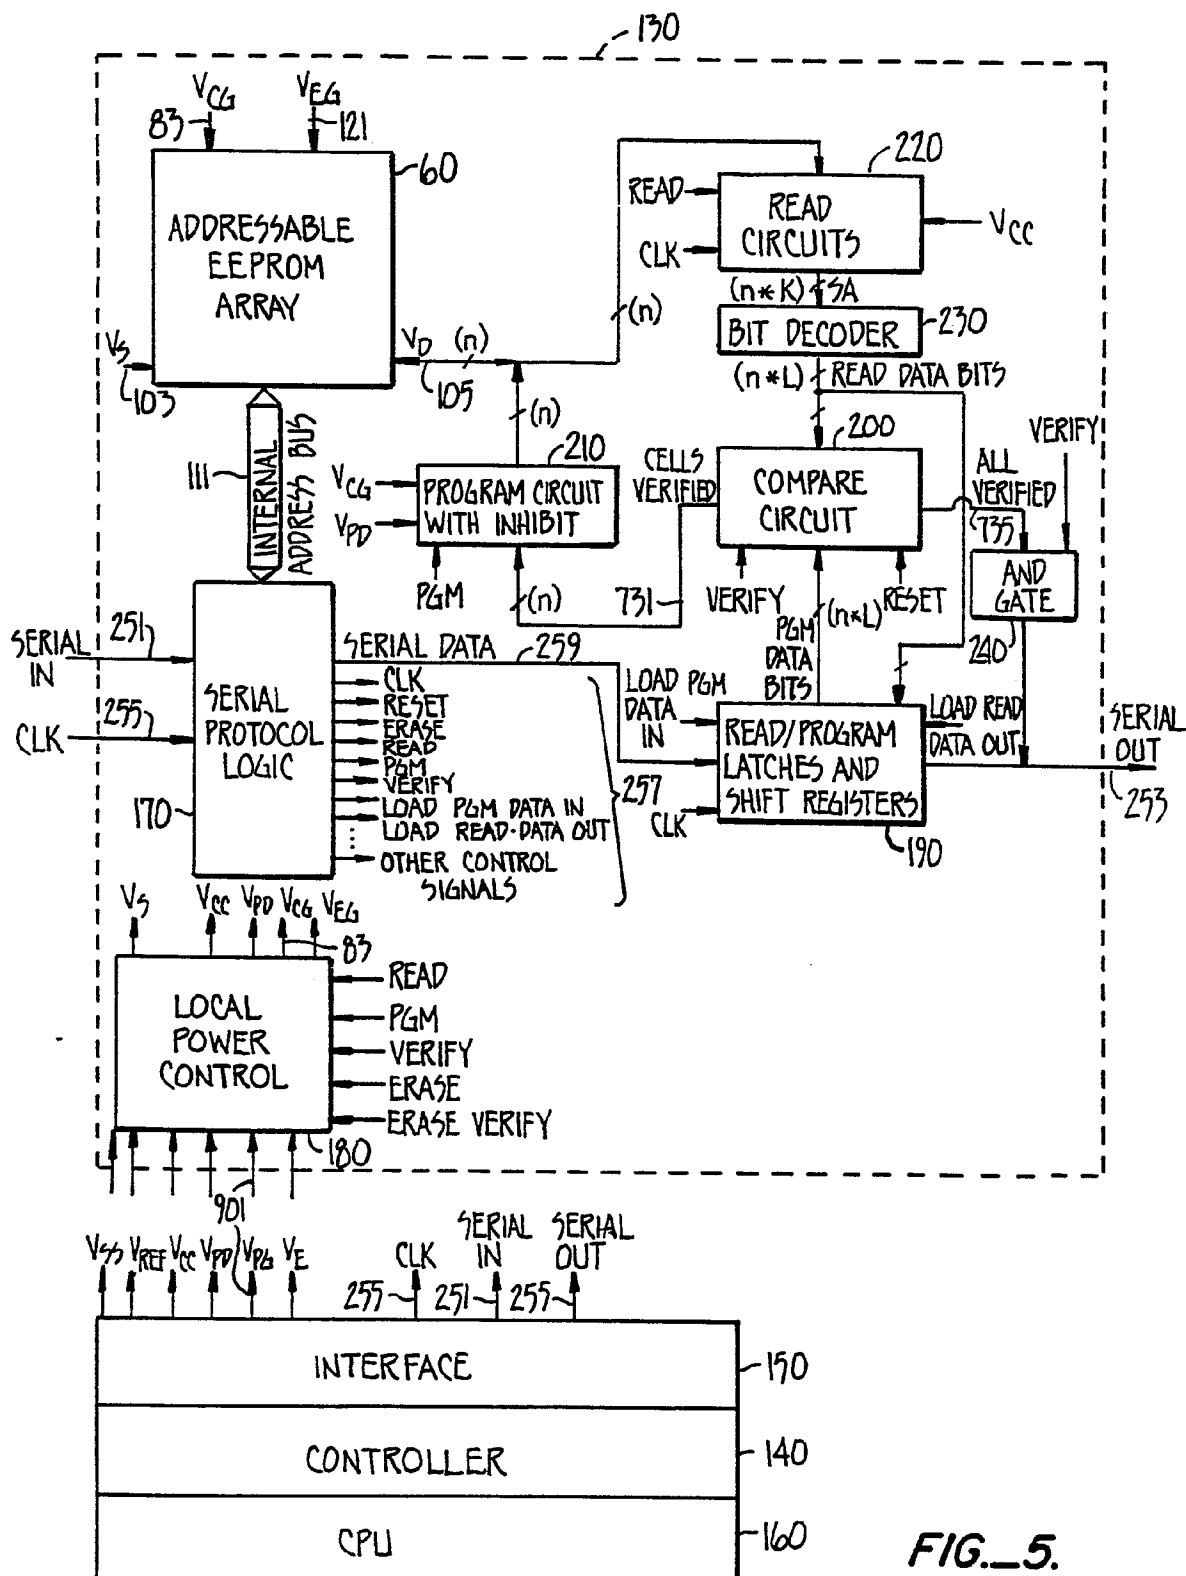 130
VCG
VEG
83
121
60
ADDRESSABLE
EEPROM
ARRAY
VS
103
VD
(n)
105
(n)
220
READ
CLK
READ
CIRCUITS
VCC
(n*K)
SA
BIT DECODER
230
(n*L)
READ DATA BITS
111
INTERNAL
ADDRESS BUS
(n)
210
VCG
VPD
PROGRAM CIRCUIT
WITH INHIBIT
PGM
(n)
CELLS
VERIFIED
731
200
COMPARE
CIRCUIT
VERIFY
RESET
PGM
DATA
BITS
(n*L)
ALL
VERIFIED
735
VERIFY
AND
GATE
240
SERIAL
IN
251
CLK
255
SERIAL
PROTOCOL
LOGIC
170
SERIAL DATA
259
CLK
RESET
ERASE
READ
PGM
VERIFY
LOAD PGM DATA IN
LOAD READ-DATA OUT
OTHER CONTROL
SIGNALS
257
LOAD PGM
DATA
IN
CLK
READ/PROGRAM
LATCHES AND
SHIFT REGISTERS
190
LOAD READ
DATA OUT
SERIAL
OUT
253
VS
VCC
VPD
VCG
VEG
83
LOCAL
POWER
CONTROL
READ
PGM
VERIFY
ERASE
ERASE VERIFY
180
901
VSS
VREF
VCC
VPD
VPG
VE
CLK
255
SERIAL
IN
251
SERIAL
OUT
255
INTERFACE
150
CONTROLLER
140
CPU
160
FIG._5.